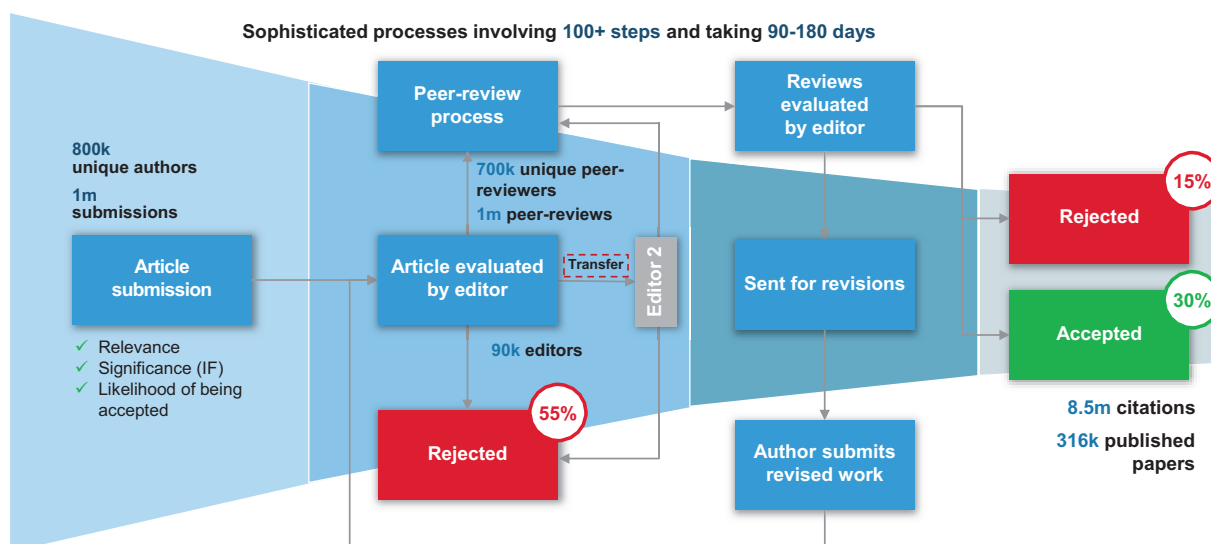 Sophisticated processes involving 100+ steps and taking 90-180 days
800k
unique authors
1m
submissions
Article
submission
✓ Relevance
✓ Significance (IF)
✓ Likelihood of being
accepted
Peer-review
process
700k unique peer-
reviewers
1m peer-reviews
Article evaluated
by editor
Transfer
Editor 2
90k editors
Rejected
55%
Reviews
evaluated
by editor
Sent for revisions
Author submits
revised work
Rejected
15%
Accepted
30%
8.5m citations
316k published
papers